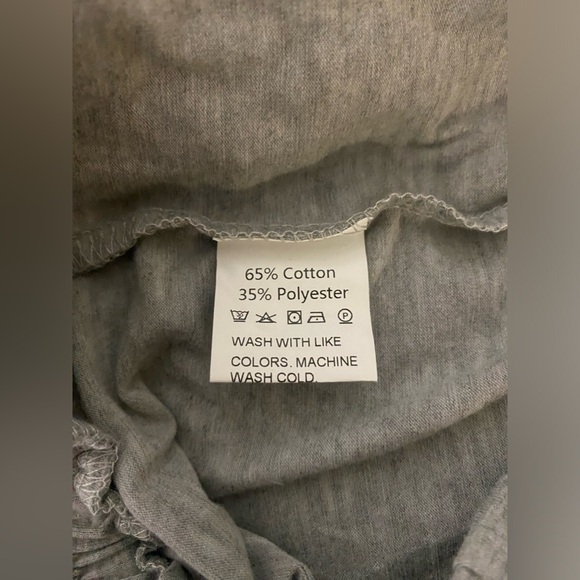 65% Cotton
35% Polyester
WASH WITH LIKE
COLORS. MACHINE
WASH COLD.